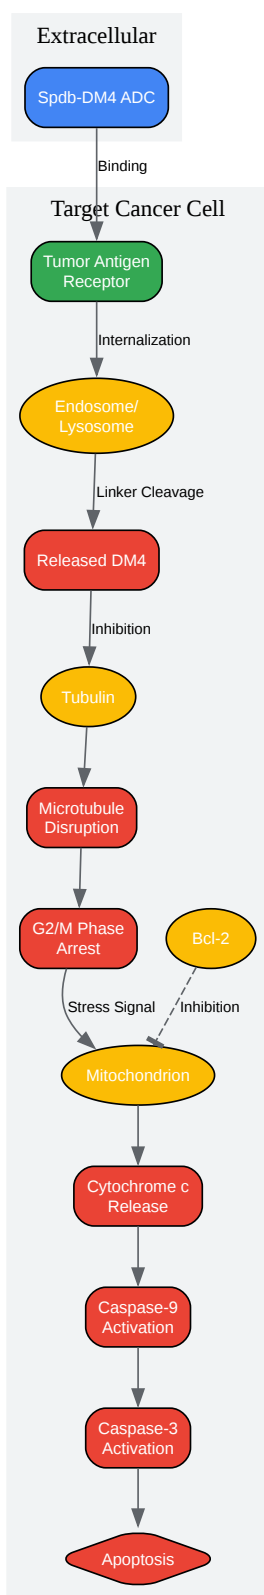 Extracellular
Spdb-DM4 ADC
Binding
Target Cancer Cell
Tumor Antigen
Receptor
Internalization
Endosome/
Lysosome
Linker Cleavage
Released DM4
Inhibition
Tubulin
Microtubule
Disruption
G2/M Phase
Arrest
Bcl-2
Stress Signal
Inhibition
Mitochondrion
Cytochrome c
Release
Caspase-9
Activation
Caspase-3
Activation
Apoptosis